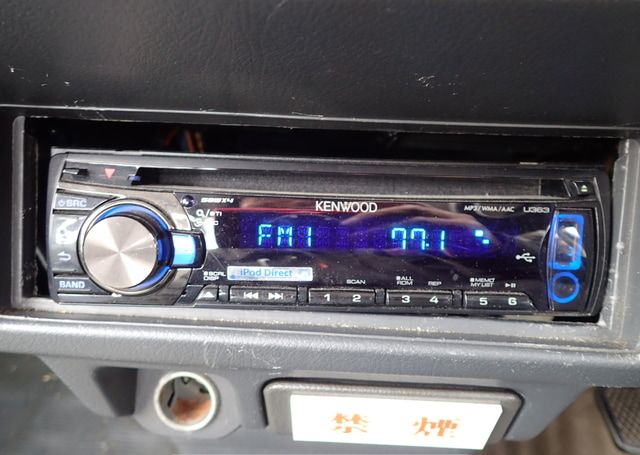 SRC
KENWOOD
MP3/WMA/AAC U363
FM1 77.1
iPod Direct
BAND
SCRL
DISP
SCAN
ALL
RDM
REP
MEMO
MY LIST
1 2 3 4 5 6
禁煙